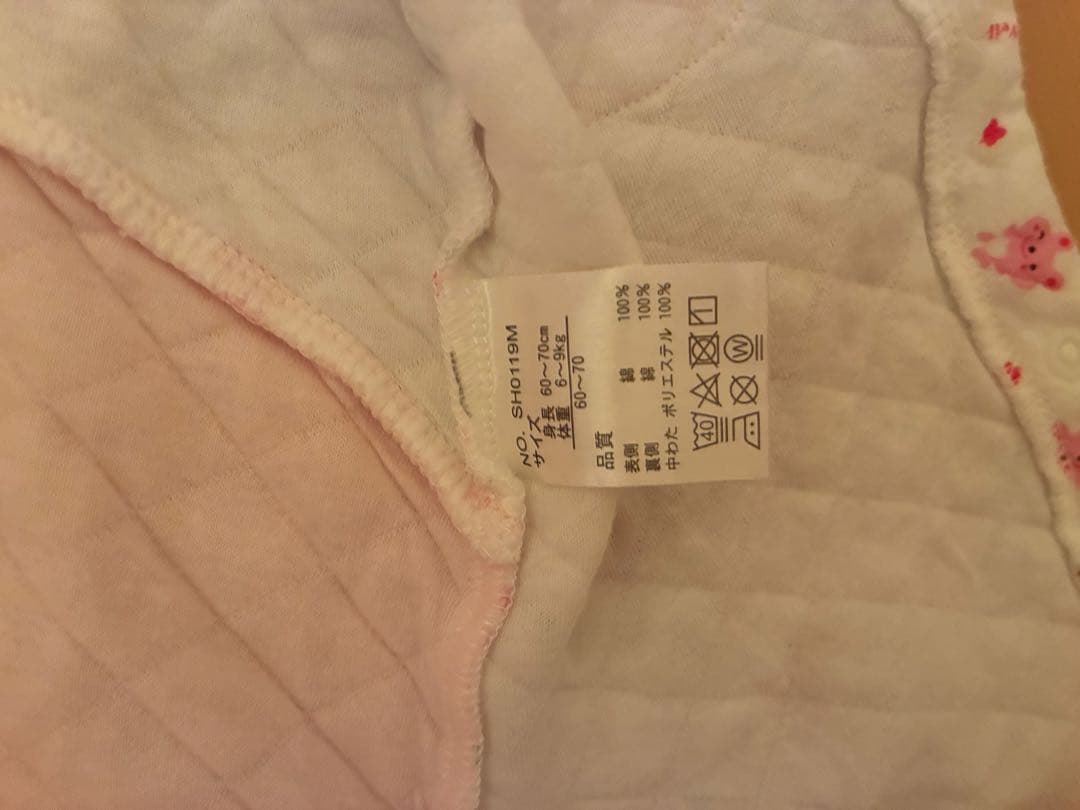 NO. SH0119M
サイズ
身長 60～70cm
体重 6～9kg
60～70
品質
表側 綿 100%
裏側 綿 100%
中わた ポリエステル 100%
40
W